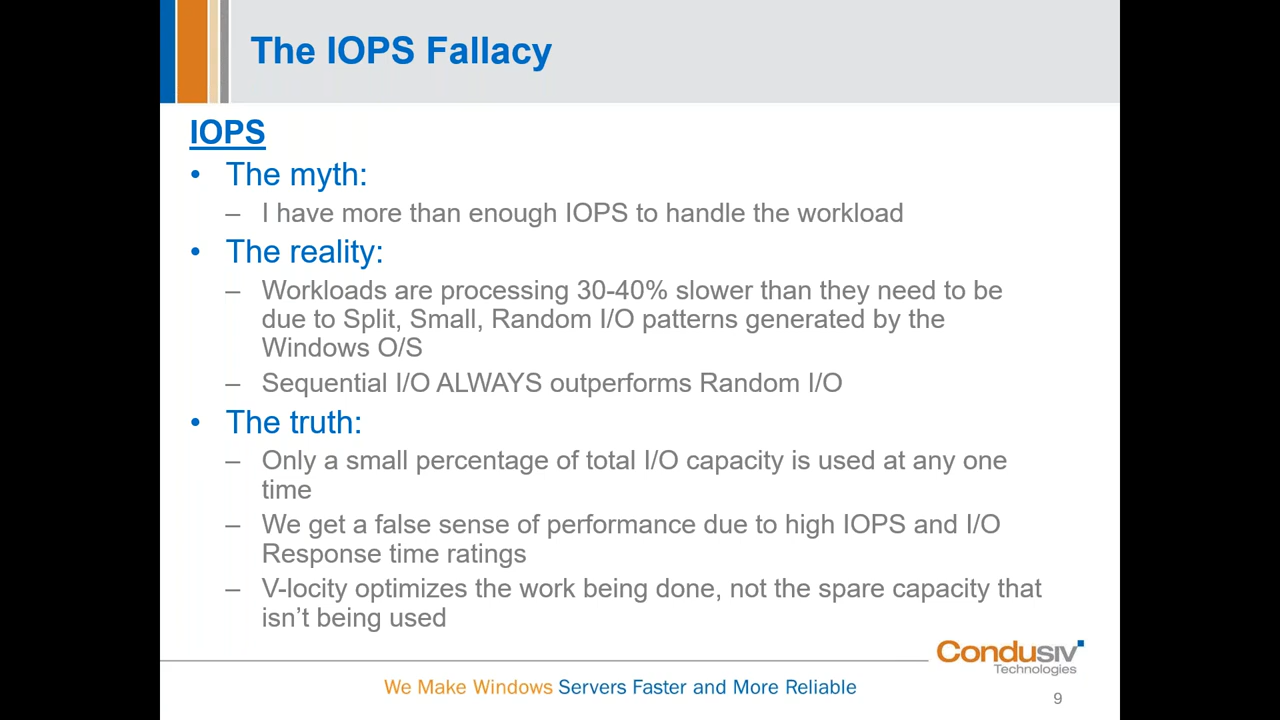 The IOPS Fallacy
IOPS
• The myth:
– I have more than enough IOPS to handle the workload
• The reality:
– Workloads are processing 30-40% slower than they need to be
due to Split, Small, Random I/O patterns generated by the
Windows O/S
– Sequential I/O ALWAYS outperforms Random I/O
• The truth:
– Only a small percentage of total I/O capacity is used at any one
time
– We get a false sense of performance due to high IOPS and I/O
Response time ratings
– V-locity optimizes the work being done, not the spare capacity that
isn’t being used
Condusiv
Technologies
We Make Windows Servers Faster and More Reliable
9